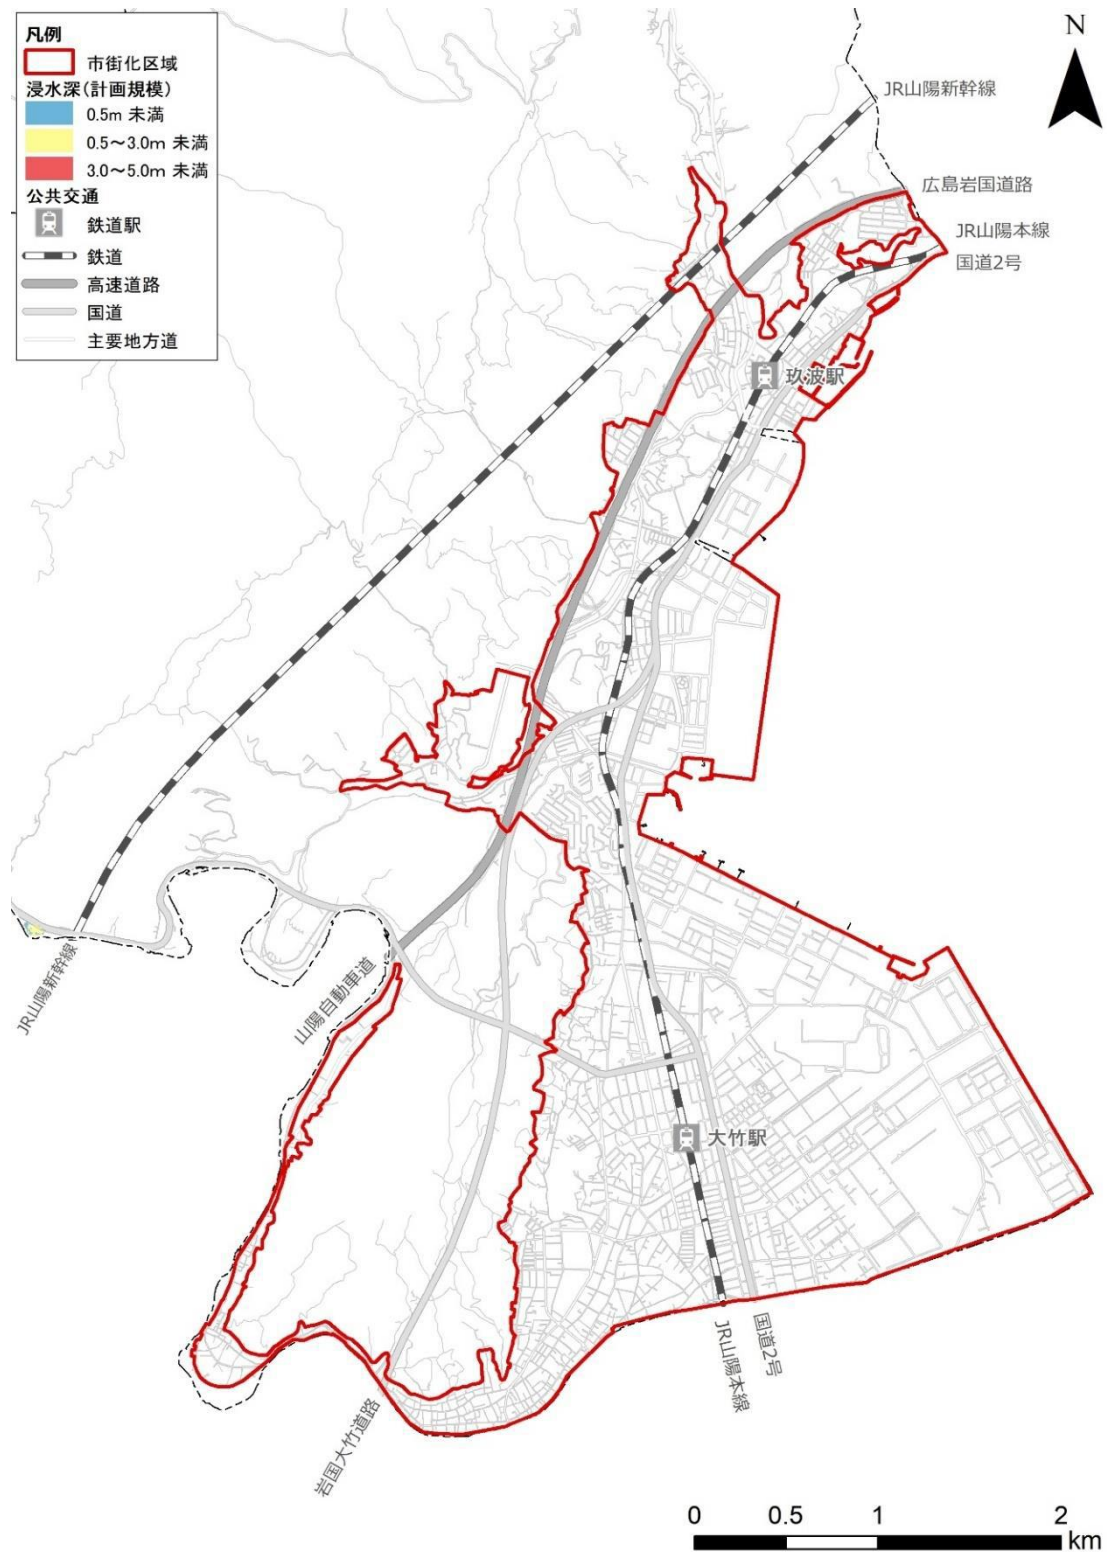 凡例
市街化区域
浸水深(計画規模)
0.5m 未満
0.5～3.0m 未満
3.0～5.0m 未満
公共交通
鉄道駅
鉄道
高速道路
国道
主要地方道
N
JR山陽新幹線
広島岩国道路
JR山陽本線
国道2号
玖波駅
JR山陽新幹線
山陽自動車道
大竹駅
国道2号
JR山陽本線
岩国大竹道路
0 0.5 1 2
km